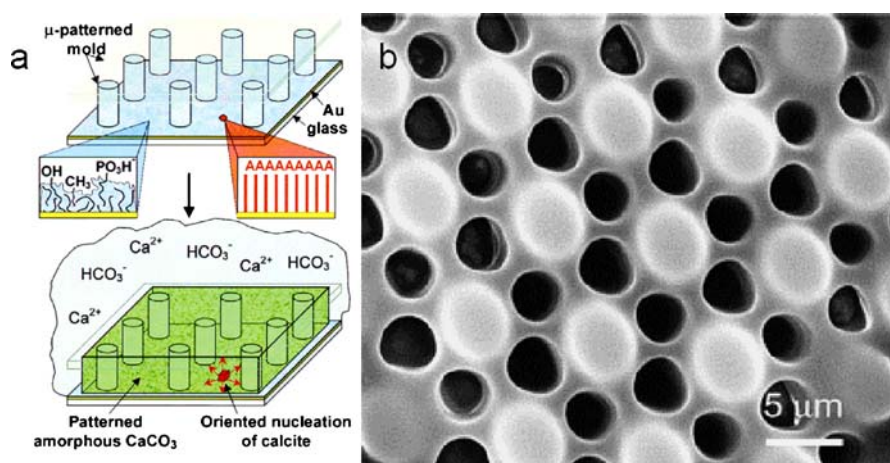 a
μ-patterned
mold
Au
glass
OH
CH₃
PO₃H⁻
AAAAAAAAA
Ca²⁺
HCO₃⁻
Ca²⁺
HCO₃⁻
Ca²⁺
HCO₃⁻
Ca²⁺
Patterned
amorphous CaCO₃
Oriented nucleation
of calcite
b
5 μm